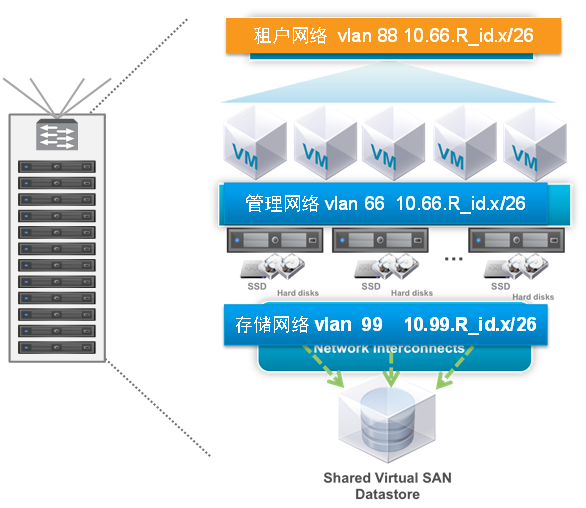 租户网络 vlan 88 10.66.R_id.x/26
VM VM VM VM VM
管理网络 vlan 66 10.66.R_id.x/26
SSD Hard disks SSD Hard disks ... SSD Hard disks
存储网络 vlan 99 10.99.R_id.x/26
Network Interconnects
Shared Virtual SAN
Datastore